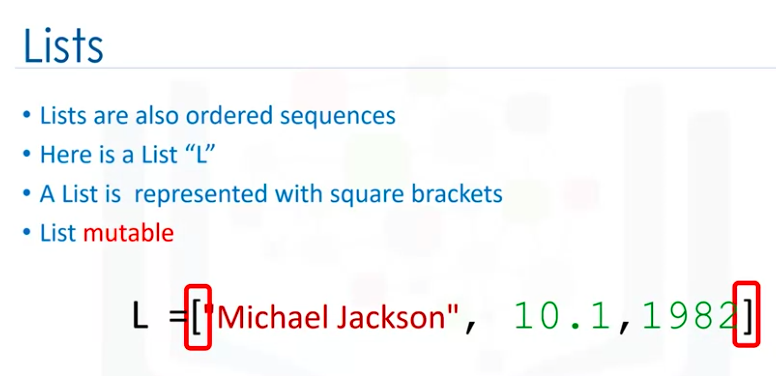 Lists
• Lists are also ordered sequences
• Here is a List “L”
• A List is represented with square brackets
• List mutable
L =["Michael Jackson", 10.1,1982]